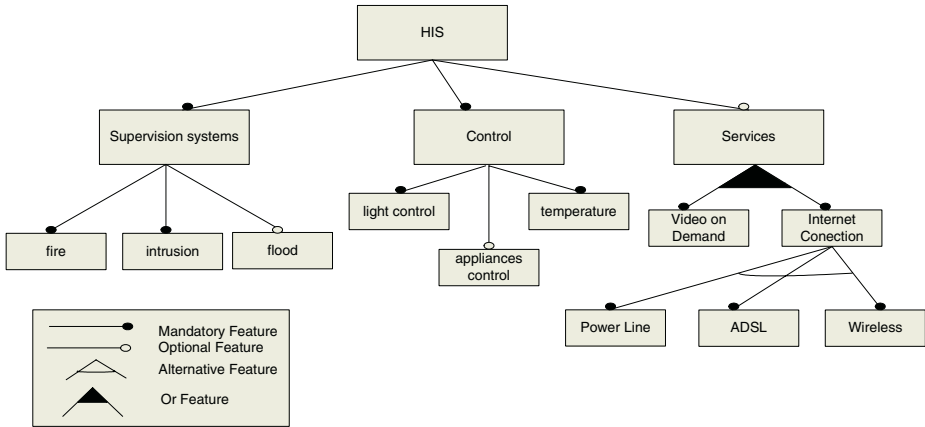 HIS
Supervision systems
Control
Services
fire
intrusion
flood
light control
appliances
control
temperature
Video on
Demand
Internet
Conection
Power Line
ADSL
Wireless
Mandatory Feature
Optional Feature
Alternative Feature
Or Feature